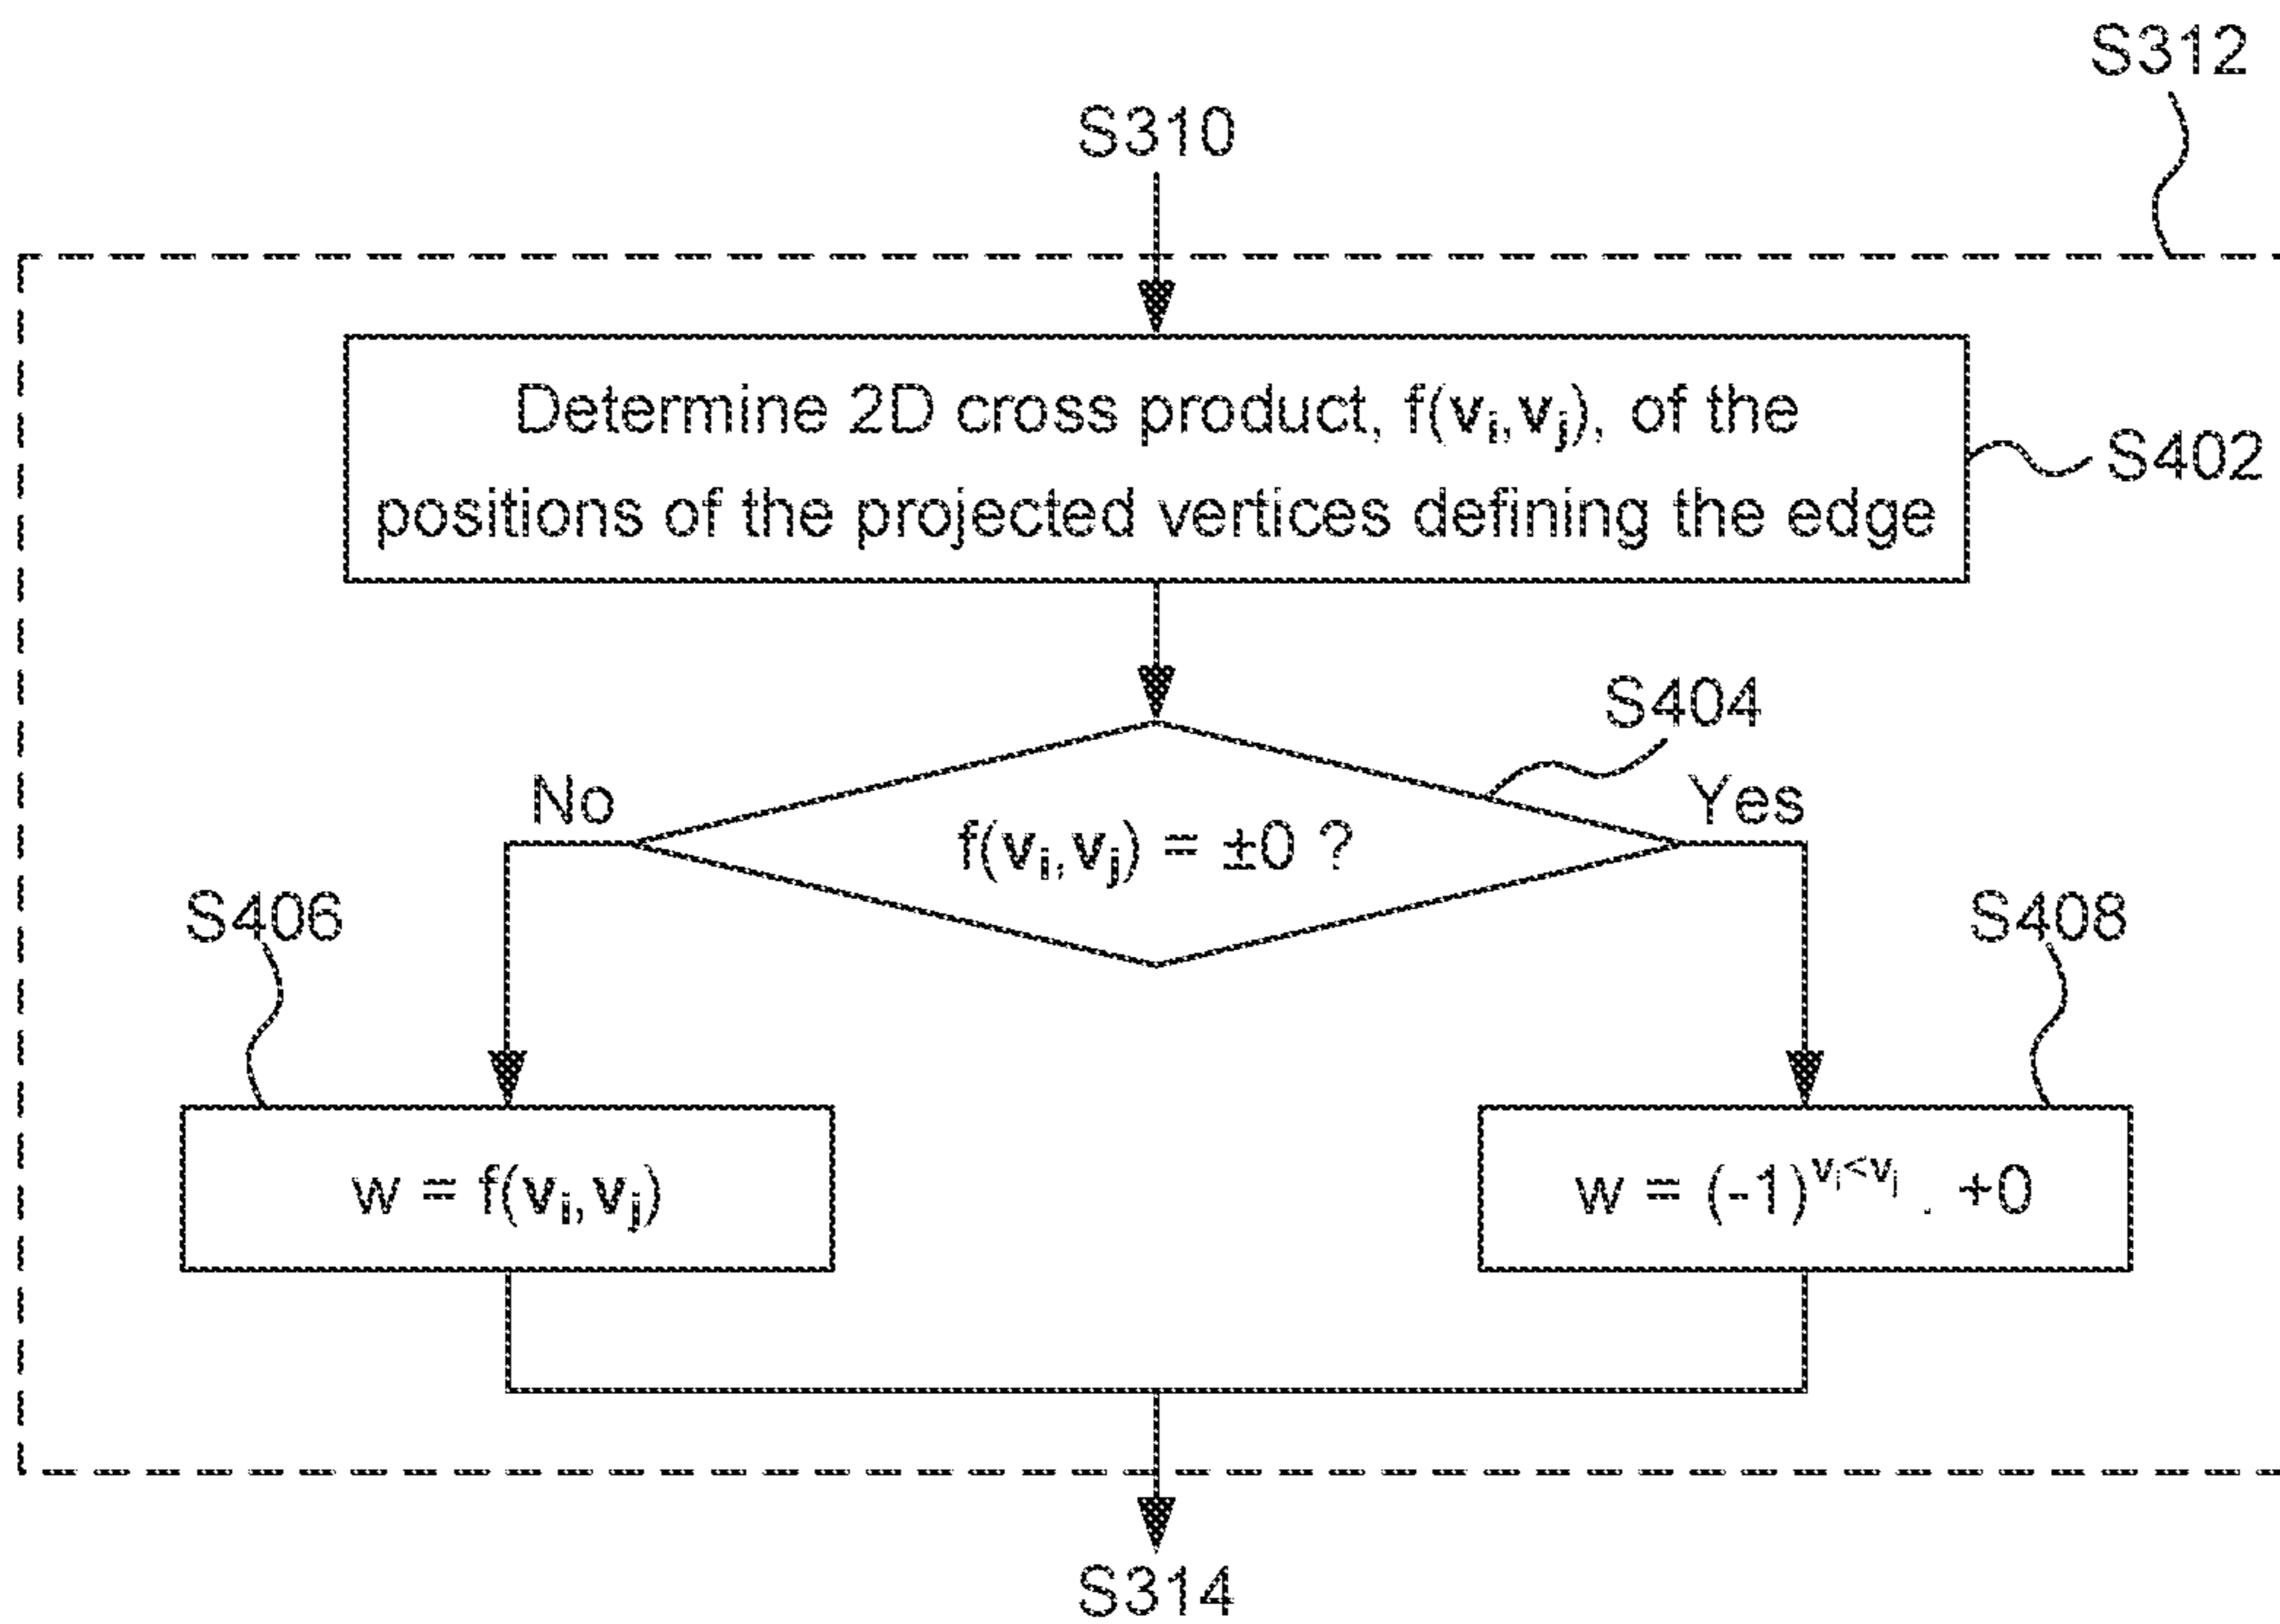 S312
S310
Determine 2D cross product, f(vᵢ,vⱼ), of the
positions of the projected vertices defining the edge
S402
S404
No
Yes
f(vᵢ,vⱼ) = ±0 ?
S406
S408
w = f(vᵢ,vⱼ)
w = (-1)^{vᵢ<vⱼ} . +0
S314